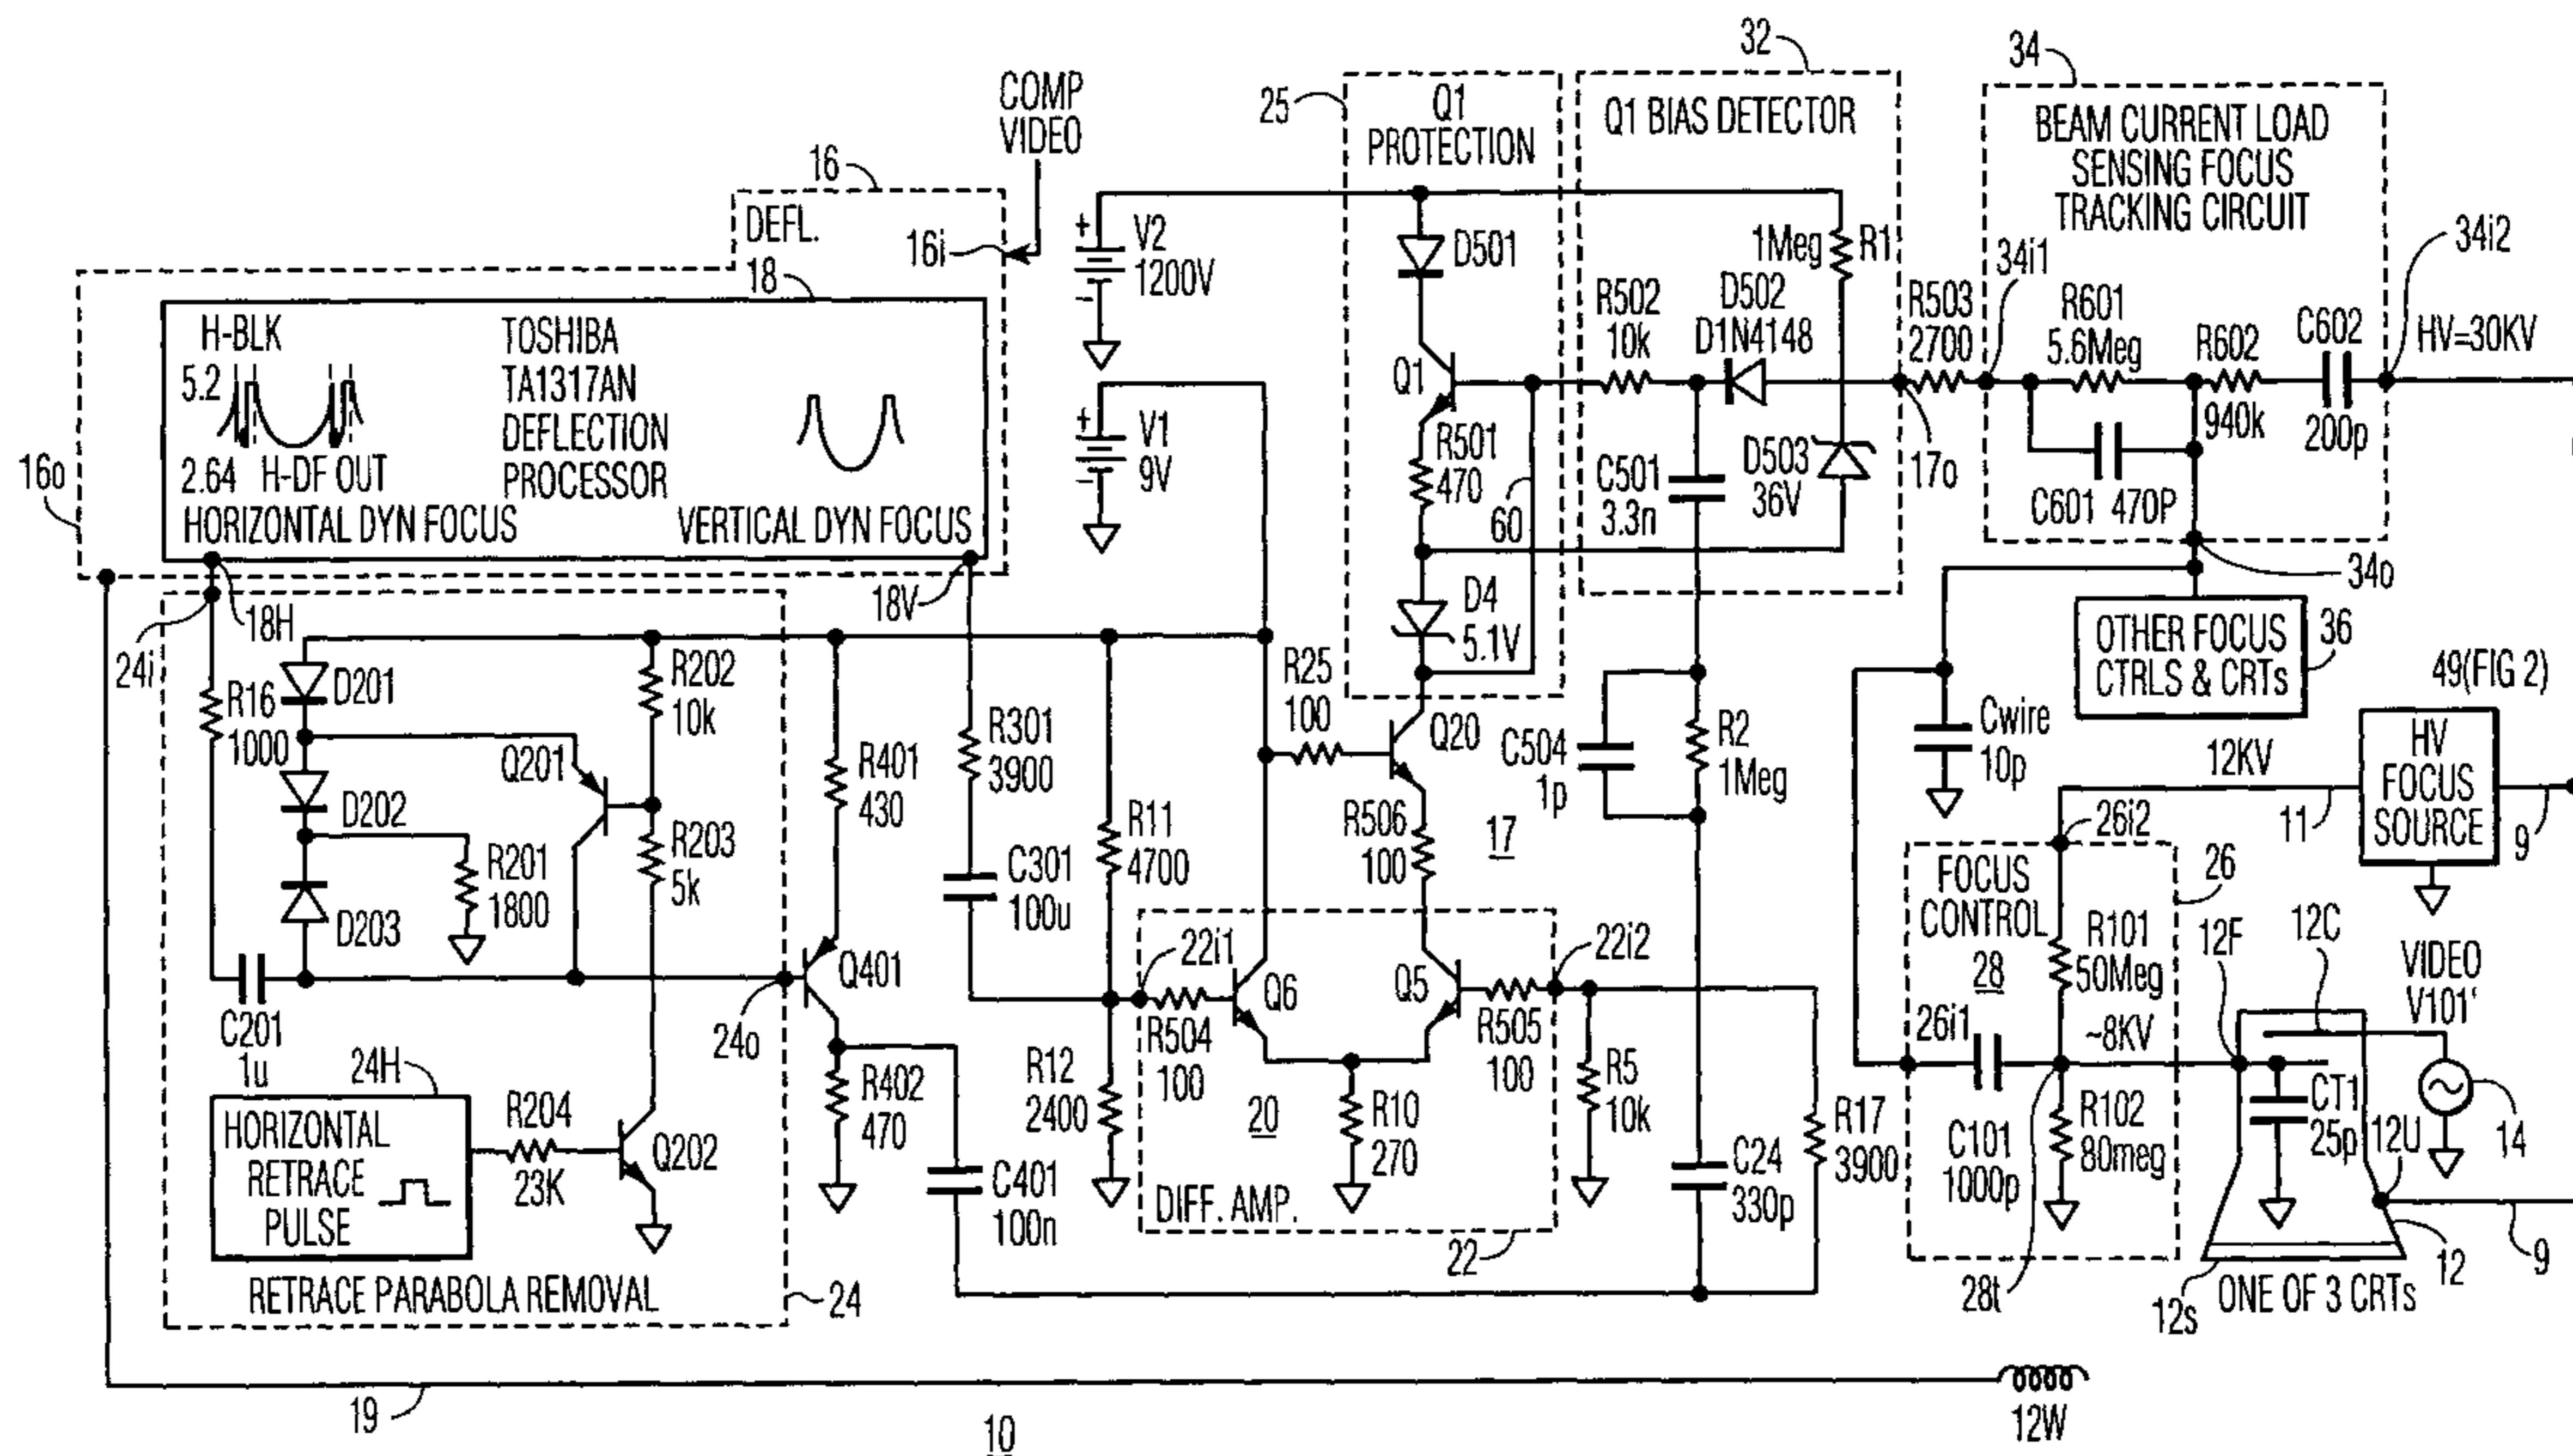 COMP
VIDEO
16
DEFL.
16i
18
H-BLK
5.2
2.64
H-DF OUT
HORIZONTAL DYN FOCUS
TOSHIBA
TA1317AN
DEFLECTION
PROCESSOR
VERTICAL DYN FOCUS
16o
18H
18V
24i
+
V2
1200V
-
+
V1
9V
-
25
Q1
PROTECTION
D501
Q1
R501
470
60
D4
5.1V
32
Q1 BIAS DETECTOR
1Meg
R1
R502
10k
D502
D1N4148
C501
3.3n
D503
36V
17o
R503
2700
34
BEAM CURRENT LOAD
SENSING FOCUS
TRACKING CIRCUIT
34i1
34i2
R601
5.6Meg
R602
940k
C602
200p
HV=30KV
C601 470P
34o
OTHER FOCUS
CTRLS & CRTs
36
R16
1000
D201
D202
D203
Q201
R202
10k
R203
5k
R201
1800
C201
1u
24H
HORIZONTAL
RETRACE
PULSE
R204
23K
Q202
RETRACE PARABOLA REMOVAL
24
24o
R401
430
Q401
R402
470
C401
100n
R301
3900
C301
100u
R11
4700
R12
2400
22i1
R504
100
Q6
20
R10
270
DIFF. AMP.
22
Q5
R505
100
22i2
R25
100
Q20
R506
100
17
C504
1p
R2
1Meg
R5
10k
C24
330p
R17
3900
Cwire
10p
12KV
11
49(FIG 2)
HV
FOCUS
SOURCE
9
26i2
FOCUS
CONTROL
28
26
R101
50Meg
26i1
~8KV
C101
1000p
R102
80meg
28t
12F
12C
VIDEO
V101'
CT1
25p
12U
14
12
9
12s
ONE OF 3 CRTs
19
10
12W